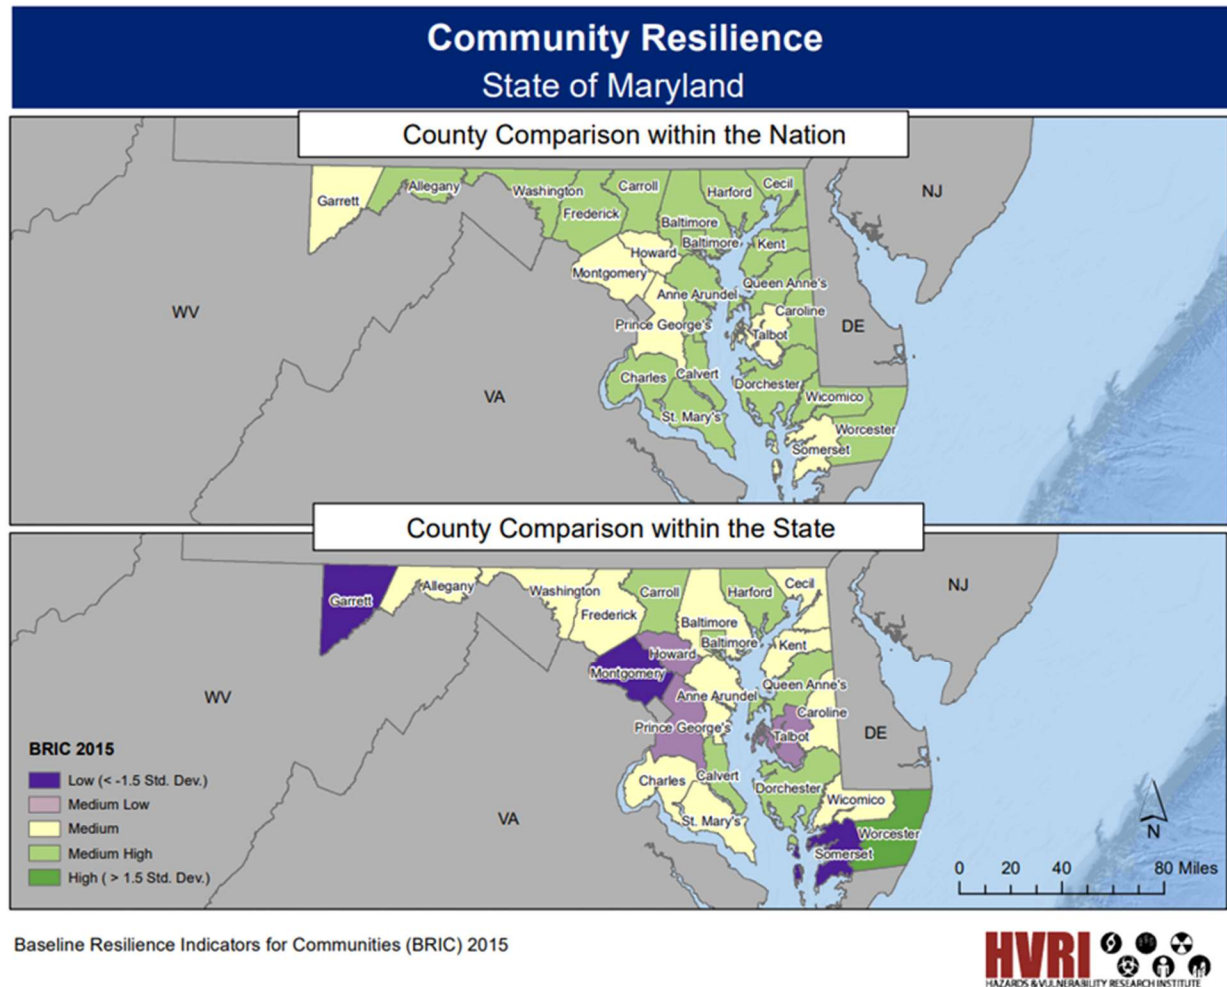 Community Resilience
State of Maryland
County Comparison within the Nation
Garrett
Allegany
Washington
Frederick
Carroll
Baltimore
Harford
Cecil
Baltimore
Howard
Kent
Montgomery
Anne Arundel
Queen Anne's
Prince George's
Caroline
Talbot
Charles
Calvert
Dorchester
St. Mary's
Wicomico
Worcester
Somerset
WV
VA
DE
NJ
County Comparison within the State
Garrett
Allegany
Washington
Frederick
Carroll
Baltimore
Harford
Cecil
Baltimore
Howard
Kent
Montgomery
Anne Arundel
Queen Anne's
Prince George's
Caroline
Talbot
Charles
Calvert
Dorchester
St. Mary's
Wicomico
Worcester
Somerset
WV
VA
DE
NJ
BRIC 2015
Low (< -1.5 Std. Dev.)
Medium Low
Medium
Medium High
High ( > 1.5 Std. Dev.)
N
0 20 40 80 Miles
Baseline Resilience Indicators for Communities (BRIC) 2015
HVRI
HAZARDS & VULNERABILITY RESEARCH INSTITUTE